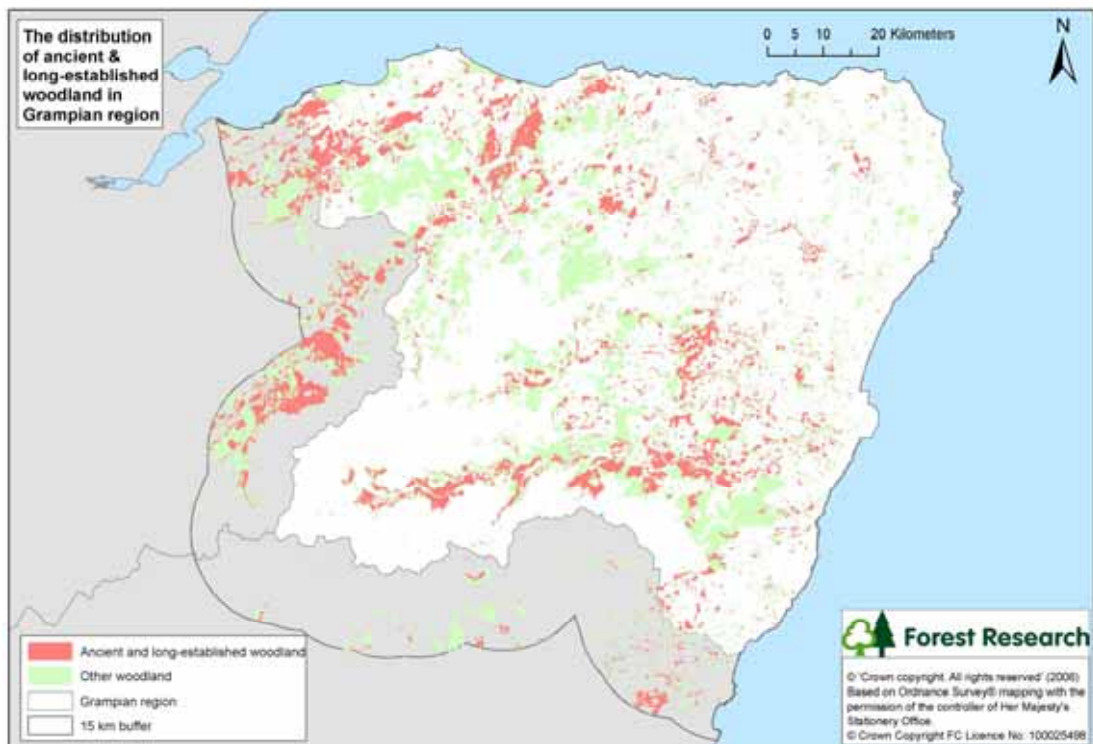 The distribution
of ancient &
long-established
woodland in
Grampian region
0 5 10 20 Kilometers
N
Ancient and long-established woodland
Other woodland
Grampian region
15 km buffer
Forest Research
© 'Crown copyright. All rights reserved' (2006)
Based on Ordnance Survey® mapping with the
permission of the controller of Her Majesty's
Stationery Office.
© Crown Copyright FC Licence No: 100025498